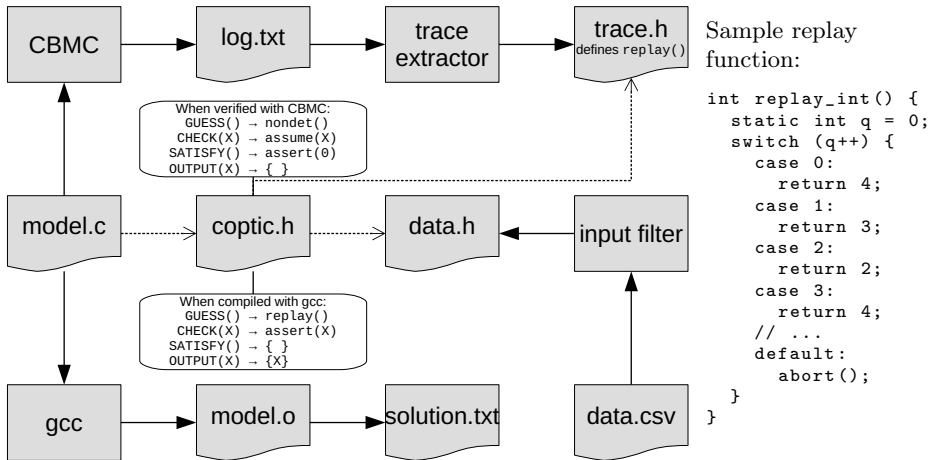 CBMC
log.txt
trace
extractor
trace.h
defines replay()
When verified with CBMC:
GUESS() → nondet()
CHECK(X) → assume(X)
SATISFY() → assert(0)
OUTPUT(X) → { }
model.c
coptic.h
data.h
input filter
When compiled with gcc:
GUESS() → replay()
CHECK(X) → assert(X)
SATISFY() → { }
OUTPUT(X) → {X}
gcc
model.o
solution.txt
data.csv
Sample replay
function:
int replay_int() {
  static int q = 0;
  switch (q++) {
    case 0:
      return 4;
    case 1:
      return 3;
    case 2:
      return 2;
    case 3:
      return 4;
    // ...
    default:
      abort();
  }
}